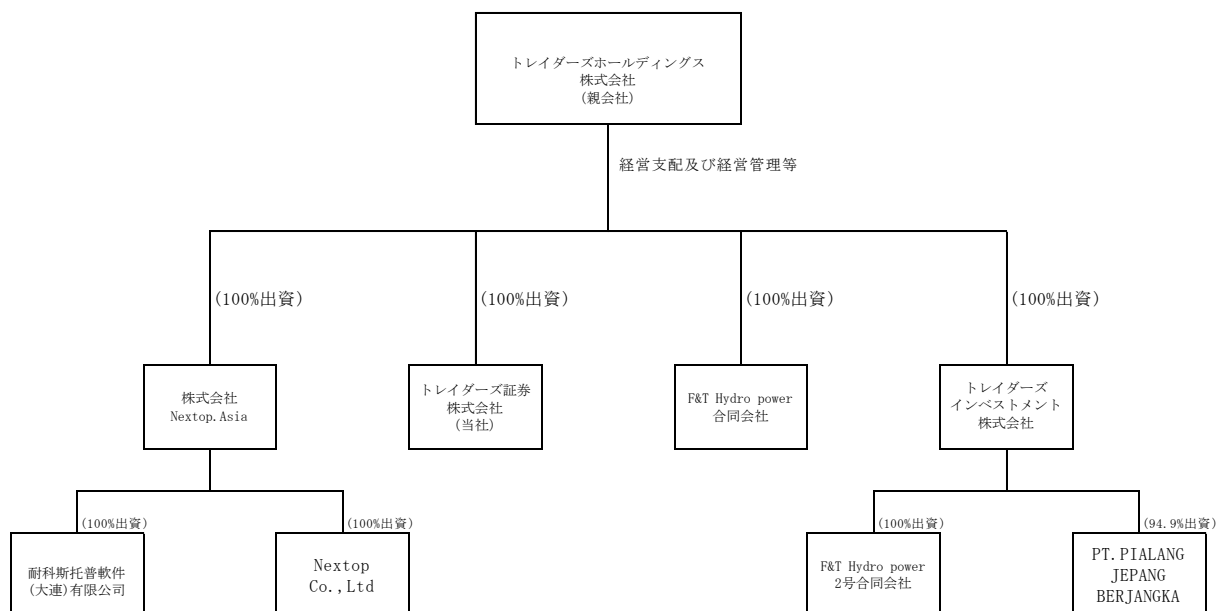 トレイダーズホールディングス
株式会社
(親会社)
経営支配及び経営管理等
(100%出資)
(100%出資)
(100%出資)
(100%出資)
株式会社
Nextop.Asia
トレイダーズ証券
株式会社
(当社)
F&T Hydro power
合同会社
トレイダーズ
インベストメント
株式会社
(100%出資)
(100%出資)
(100%出資)
(94.9%出資)
耐科斯托普軟件
(大連)有限公司
Nextop
Co.,Ltd
F&T Hydro power
2号合同会社
PT.PIALANG
JEPANG
BERJANGKA